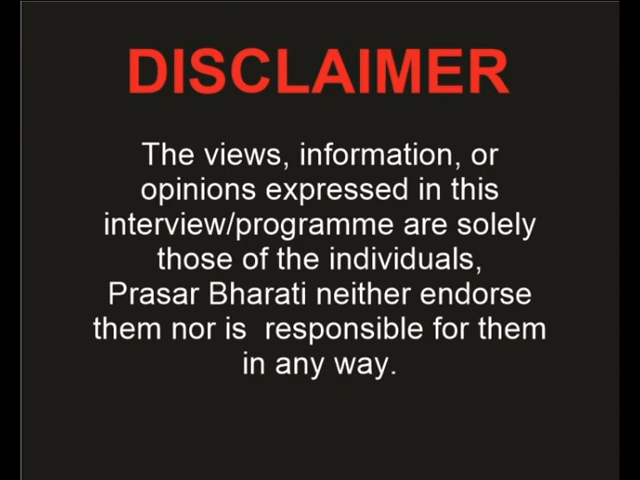 DISCLAIMER
The views, information, or
opinions expressed in this
interview/programme are solely
those of the individuals,
Prasar Bharati neither endorse
them nor is  responsible for them
in any way.